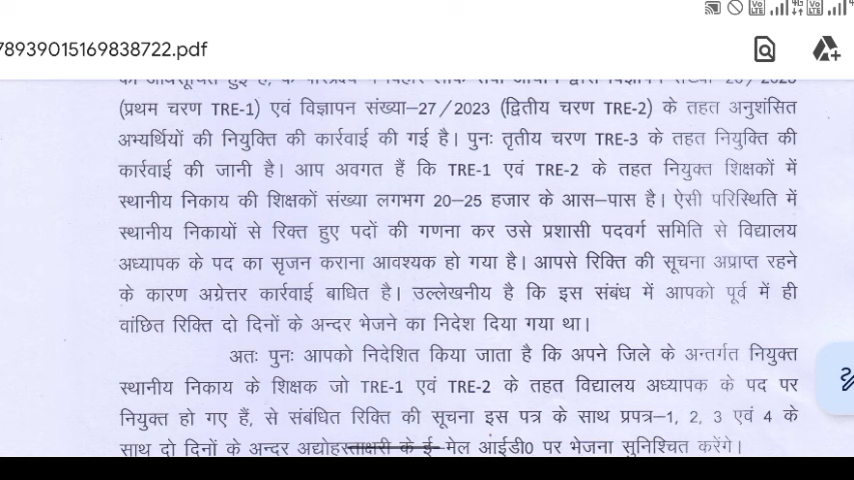 78939015169838722.pdf
(प्रथम चरण TRE-1) एवं विज्ञापन संख्या–27/2023 (द्वितीय चरण TRE-2) के तहत अनुशंसित
अभ्यर्थियों की नियुक्ति की कार्रवाई की गई है। पुनः तृतीय चरण TRE-3 के तहत नियुक्ति की
कार्रवाई की जानी है। आप अवगत हैं कि TRE-1 एवं TRE-2 के तहत नियुक्त शिक्षकों में
स्थानीय निकाय की शिक्षकों संख्या लगभग 20–25 हजार के आस–पास है। ऐसी परिस्थिति में
स्थानीय निकायों से रिक्त हुए पदों की गणना कर उसे प्रशासी पदवर्ग समिति से विद्यालय
अध्यापक के पद का सृजन कराना आवश्यक हो गया है। आपसे रिक्ति की सूचना अप्राप्त रहने
के कारण अग्रेत्तर कार्रवाई बाधित है। उल्लेखनीय है कि इस संबंध में आपको पूर्व में ही
वांछित रिक्ति दो दिनों के अन्दर भेजने का निदेश दिया गया था।
अतः पुनः आपको निदेशित किया जाता है कि अपने जिले के अन्तर्गत नियुक्त
स्थानीय निकाय के शिक्षक जो TRE-1 एवं TRE-2 के तहत विद्यालय अध्यापक के पद पर
नियुक्त हो गए हैं, से संबंधित रिक्ति की सूचना इस पत्र के साथ प्रपत्र–1, 2, 3 एवं 4 के
साथ दो दिनों के अन्दर अद्योहस्ताक्षरी के ई- मेल आईडी0 पर भेजना सुनिश्चित करेंगे।